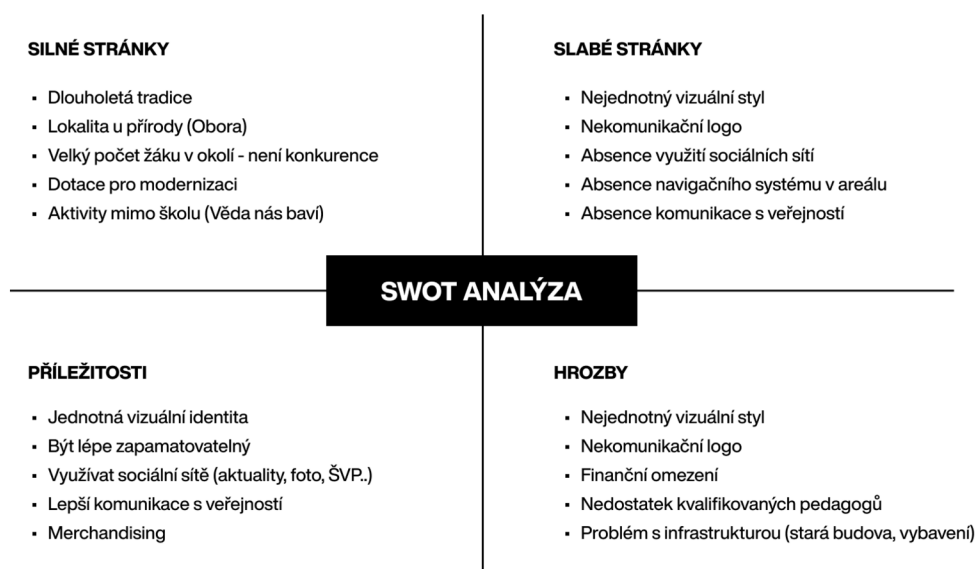 SILNÉ STRÁNKY
▪ Dlouholetá tradice
▪ Lokalita u přírody (Obora)
▪ Velký počet žáku v okolí - není konkurence
▪ Dotace pro modernizaci
▪ Aktivity mimo školu (Věda nás baví)
SLABÉ STRÁNKY
▪ Nejednotný vizuální styl
▪ Nekomunikační logo
▪ Absence využití sociálních sítí
▪ Absence navigačního systému v areálu
▪ Absence komunikace s veřejností
SWOT ANALÝZA
PŘÍLEŽITOSTI
▪ Jednotná vizuální identita
▪ Být lépe zapamatovatelný
▪ Využívat sociální sítě (aktuality, foto, ŠVP..)
▪ Lepší komunikace s veřejností
▪ Merchandising
HROZBY
▪ Nejednotný vizuální styl
▪ Nekomunikační logo
▪ Finanční omezení
▪ Nedostatek kvalifikovaných pedagogů
▪ Problém s infrastrukturou (stará budova, vybavení)